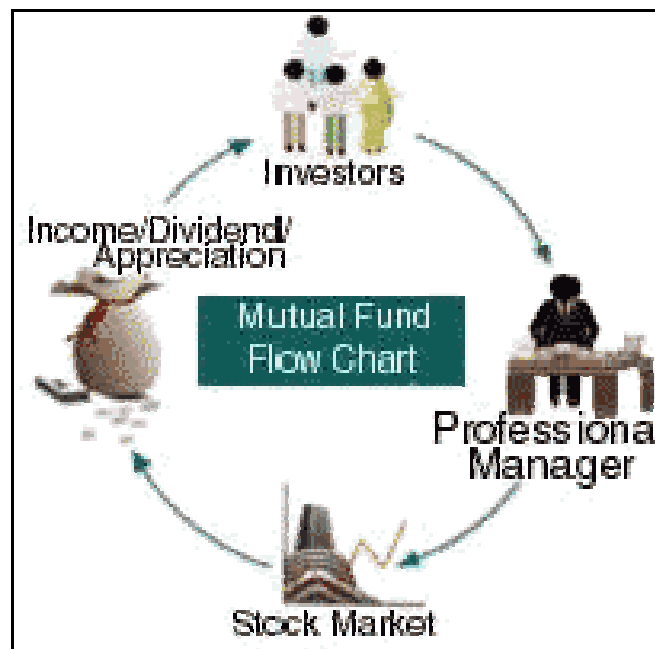 Investors
Income/Dividend/
Appreciation
Mutual Fund
Flow Chart
Professiona
Manager
Stock Market